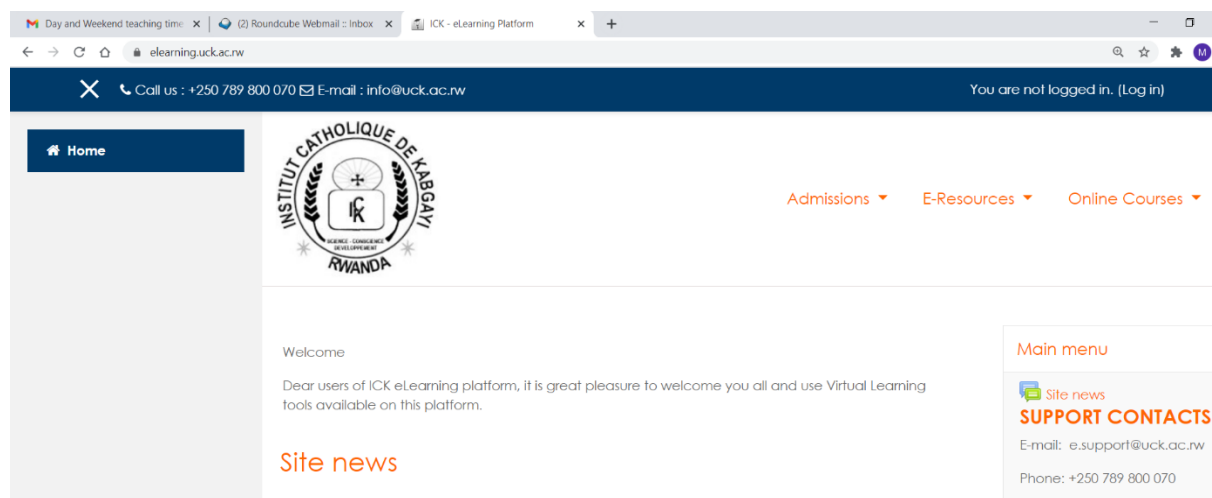 Day and Weekend teaching time
(2) Roundcube Webmail :: Inbox
ICK - eLearning Platform
elearning.uck.ac.rw
M
Call us : +250 789 800 070 E-mail : info@uck.ac.rw
You are not logged in. (Log in)
Home
INSTITUT CATHOLIQUE DE KABGAYI
ICK
SCIENCE - CONSCIENCE
DEVELOPPEMENT
RWANDA
Admissions
E-Resources
Online Courses
Welcome
Dear users of ICK eLearning platform, it is great pleasure to welcome you all and use Virtual Learning
tools available on this platform.
Site news
Main menu
Site news
SUPPORT CONTACTS
E-mail: e.support@uck.ac.rw
Phone: +250 789 800 070